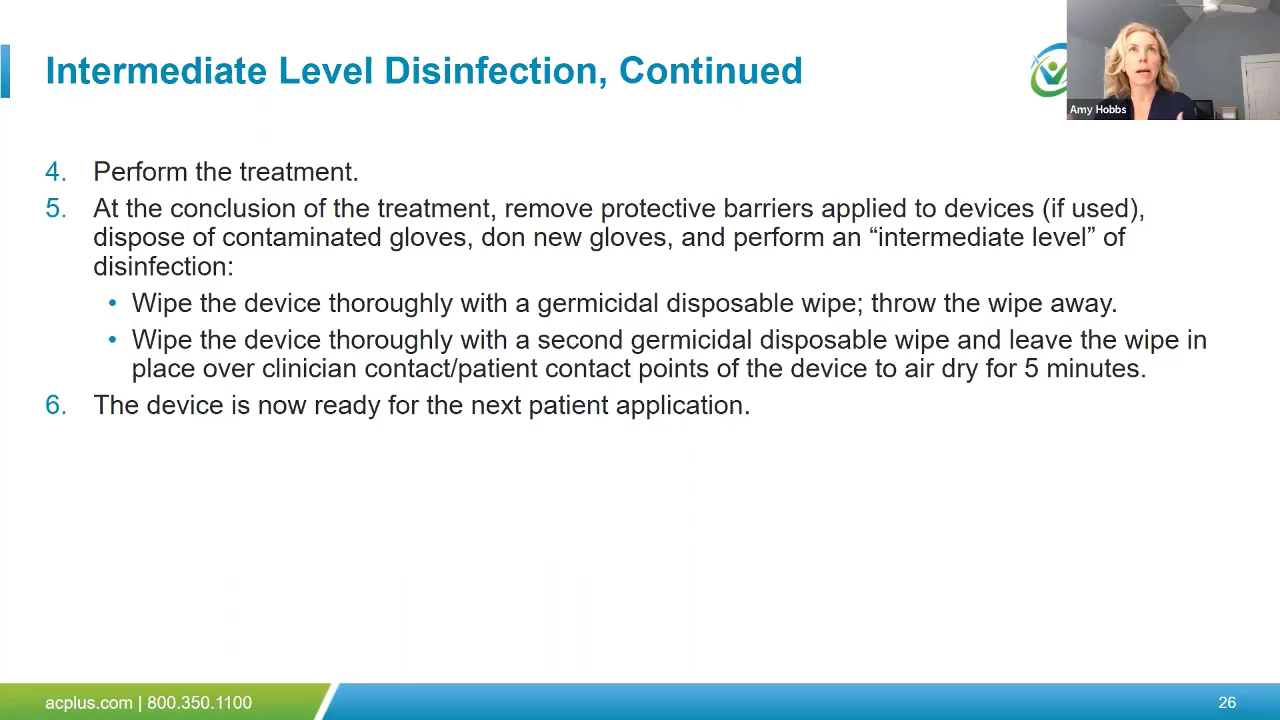 Intermediate Level Disinfection, Continued
Amy Hobbs
4. Perform the treatment.
5. At the conclusion of the treatment, remove protective barriers applied to devices (if used),
dispose of contaminated gloves, don new gloves, and perform an “intermediate level” of
disinfection:
• Wipe the device thoroughly with a germicidal disposable wipe; throw the wipe away.
• Wipe the device thoroughly with a second germicidal disposable wipe and leave the wipe in
place over clinician contact/patient contact points of the device to air dry for 5 minutes.
6. The device is now ready for the next patient application.
acplus.com | 800.350.1100
26